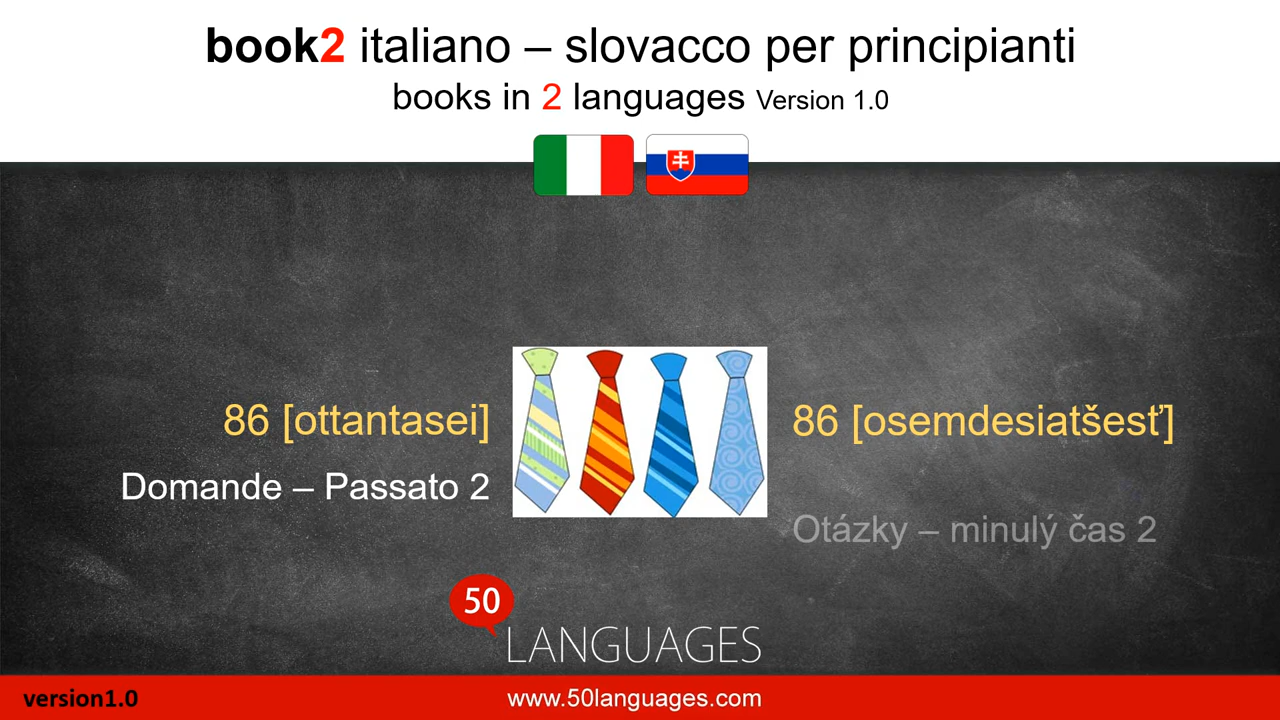 book2 italiano – slovacco per principianti
books in 2 languages Version 1.0
86 [ottantasei]
Domande – Passato 2
86 [osemdesiatšesť]
Otázky – minulý čas 2
50
LANGUAGES
version1.0
www.50languages.com